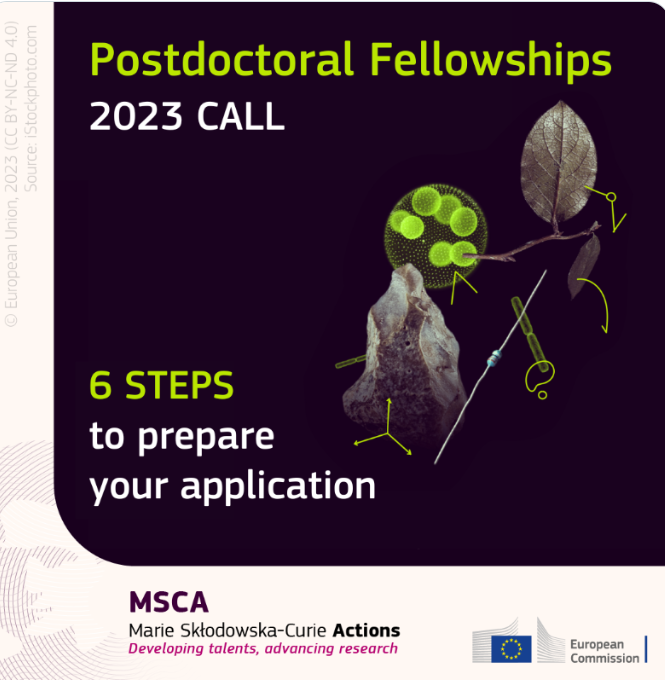 © European Union, 2023 (CC BY-NC-ND 4.0)
Source: iStockphoto.com
Postdoctoral Fellowships
2023 CALL
6 STEPS
to prepare
your application
MSCA
Marie Skłodowska-Curie Actions
Developing talents, advancing research
European
Commission